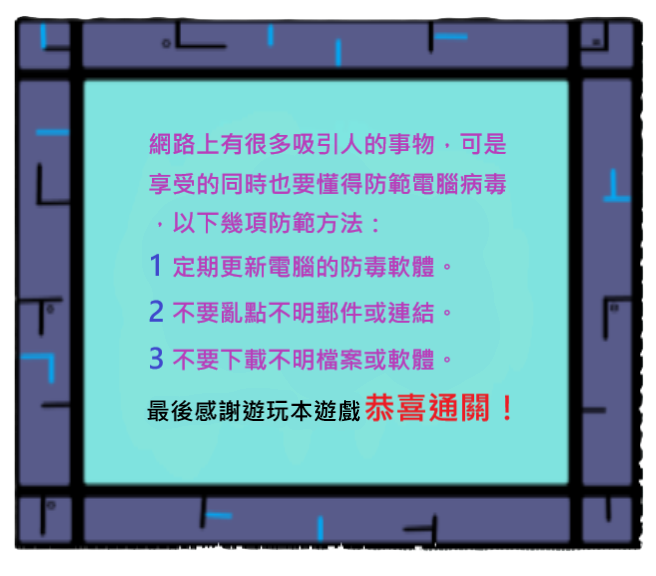 網路上有很多吸引人的事物，可是
享受的同時也要懂得防範電腦病毒
，以下幾項防範方法：
1 定期更新電腦的防毒軟體。
2 不要亂點不明郵件或連結。
3 不要下載不明檔案或軟體。
最後感謝遊玩本遊戲 恭喜通關！